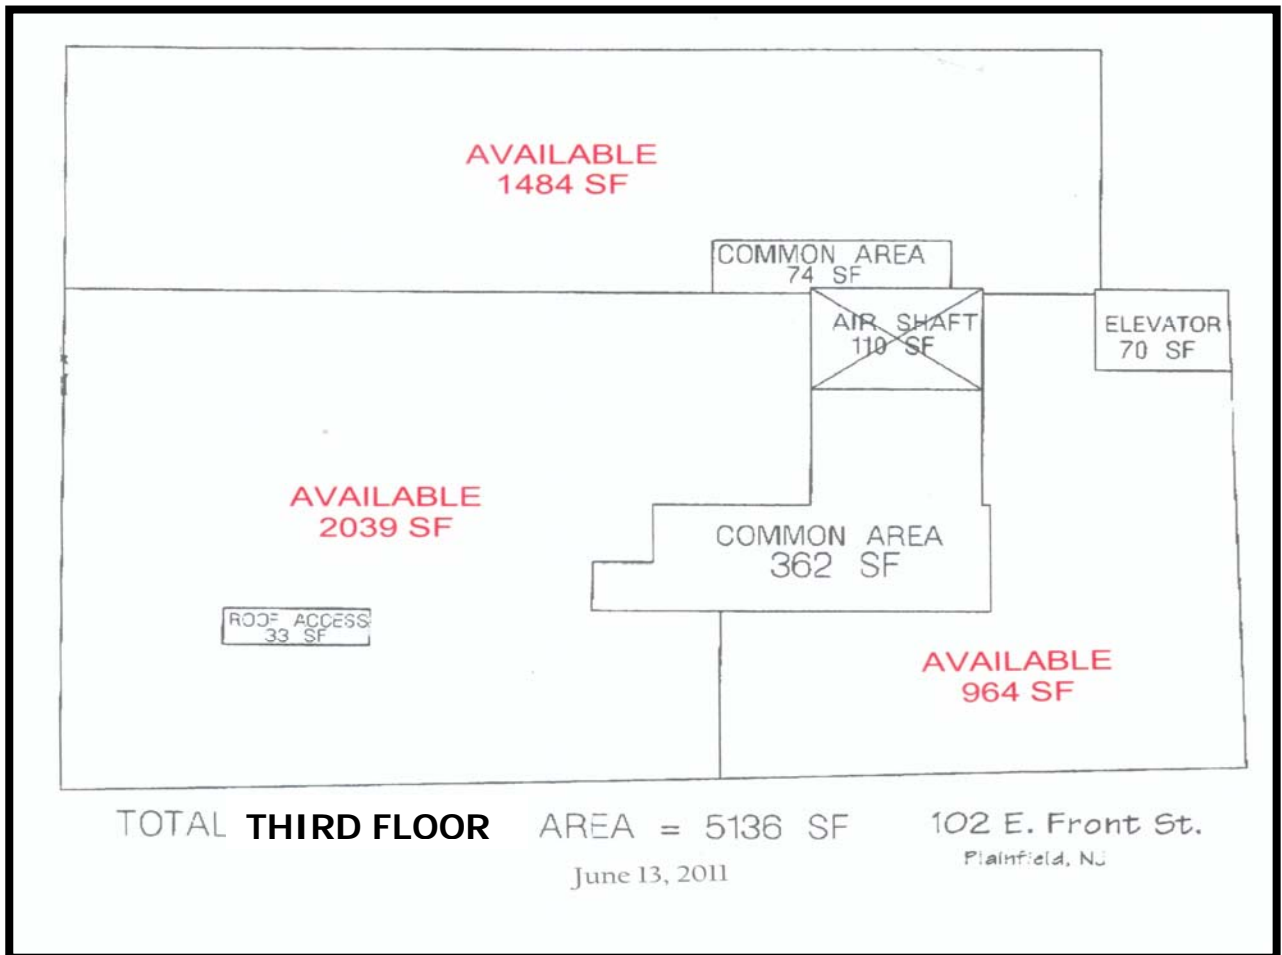 AVAILABLE
1484 SF
COMMON AREA
74 SF
AIR SHAFT
110 SF
ELEVATOR
70 SF
AVAILABLE
2039 SF
COMMON AREA
362 SF
ROOF ACCESS
33 SF
AVAILABLE
964 SF
TOTAL THIRD FLOOR AREA = 5136 SF
102 E. Front St.
Plainfield, NJ
June 13, 2011